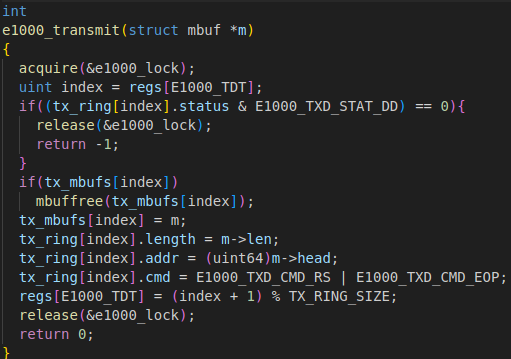 int
e1000_transmit(struct mbuf *m)
{
  acquire(&e1000_lock);
  uint index = regs[E1000_TDT];
  if((tx_ring[index].status & E1000_TXD_STAT_DD) == 0){
    release(&e1000_lock);
    return -1;
  }
  if(tx_mbufs[index])
    mbuffree(tx_mbufs[index]);
  tx_mbufs[index] = m;
  tx_ring[index].length = m->len;
  tx_ring[index].addr = (uint64)m->head;
  tx_ring[index].cmd = E1000_TXD_CMD_RS | E1000_TXD_CMD_EOP;
  regs[E1000_TDT] = (index + 1) % TX_RING_SIZE;
  release(&e1000_lock);
  return 0;
}